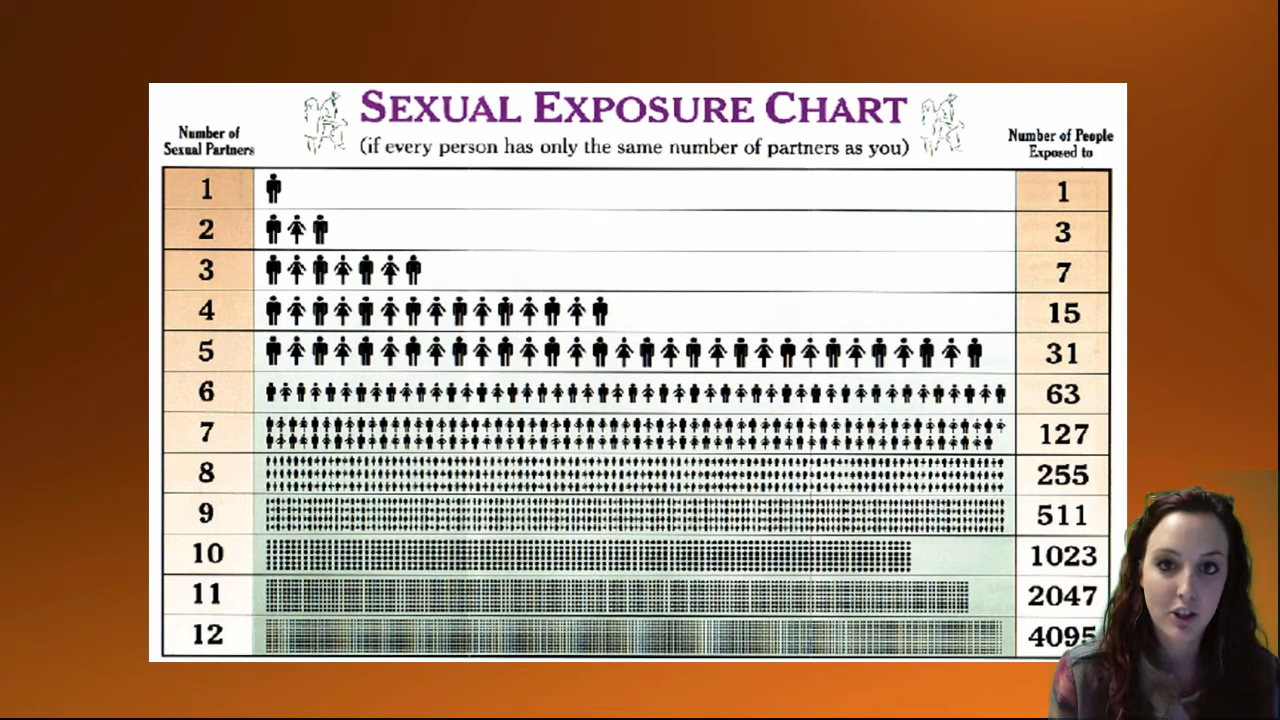 SEXUAL EXPOSURE CHART
(if every person has only the same number of partners as you)
Number of
Sexual Partners
Number of People
Exposed to
1 1
2 3
3 7
4 15
5 31
6 63
7 127
8 255
9 511
10 1023
11 2047
12 4095